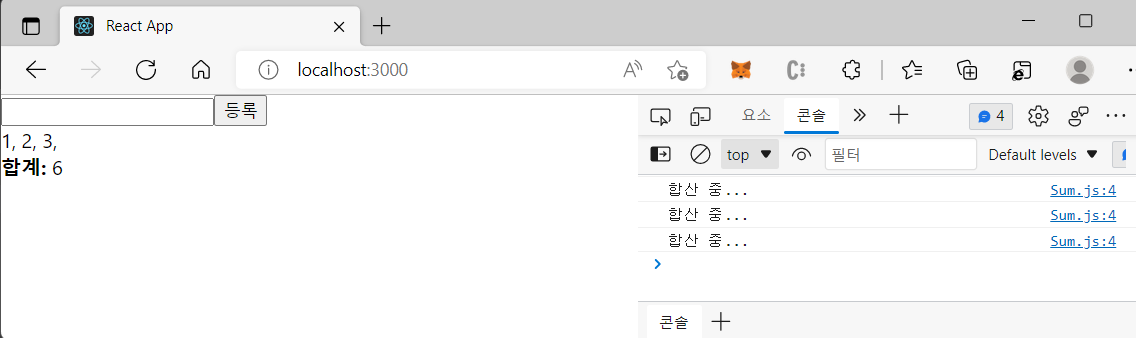 React App
localhost:3000
등록
1, 2, 3,
합계: 6
요소 콘솔 4
top 필터 Default levels
합산 중... Sum.js:4
합산 중... Sum.js:4
합산 중... Sum.js:4
콘솔